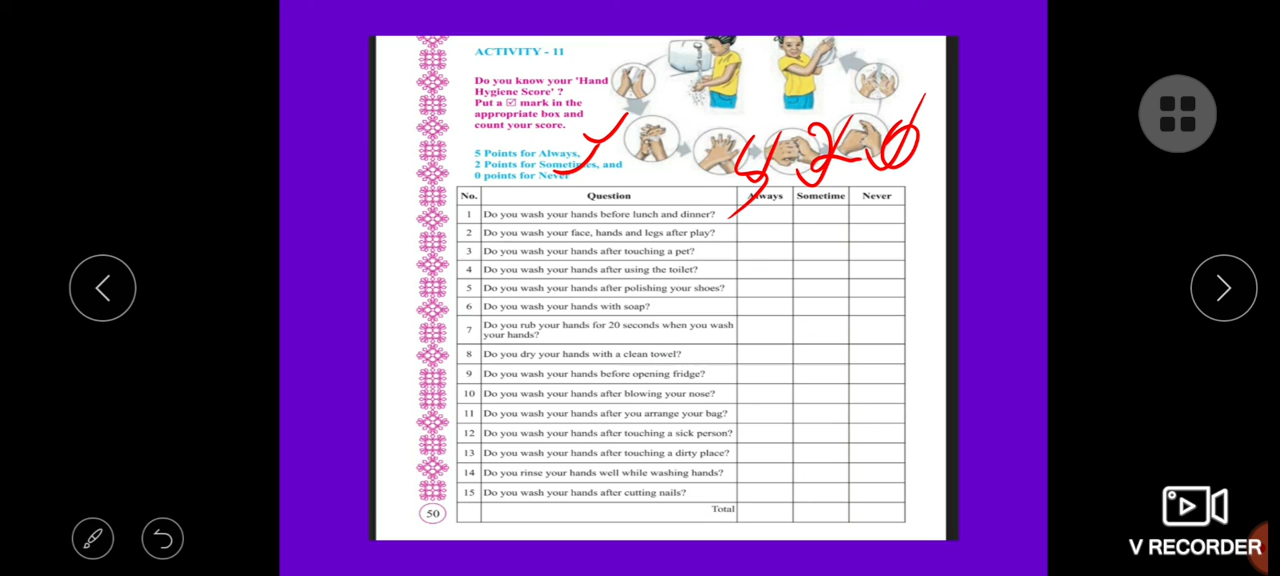 ACTIVITY - 11
Do you know your 'Hand
Hygiene Score' ?
Put a ☑ mark in the
appropriate box and
count your score.
5 Points for Always,
2 Points for Sometimes, and
0 points for Never
5 2 0
No. Question Always Sometime Never
1 Do you wash your hands before lunch and dinner?
2 Do you wash your face, hands and legs after play?
3 Do you wash your hands after touching a pet?
4 Do you wash your hands after using the toilet?
5 Do you wash your hands after polishing your shoes?
6 Do you wash your hands with soap?
7 Do you rub your hands for 20 seconds when you wash
your hands?
8 Do you dry your hands with a clean towel?
9 Do you wash your hands before opening fridge?
10 Do you wash your hands after blowing your nose?
11 Do you wash your hands after you arrange your bag?
12 Do you wash your hands after touching a sick person?
13 Do you wash your hands after touching a dirty place?
14 Do you rinse your hands well while washing hands?
15 Do you wash your hands after cutting nails?
Total
50
V RECORDER